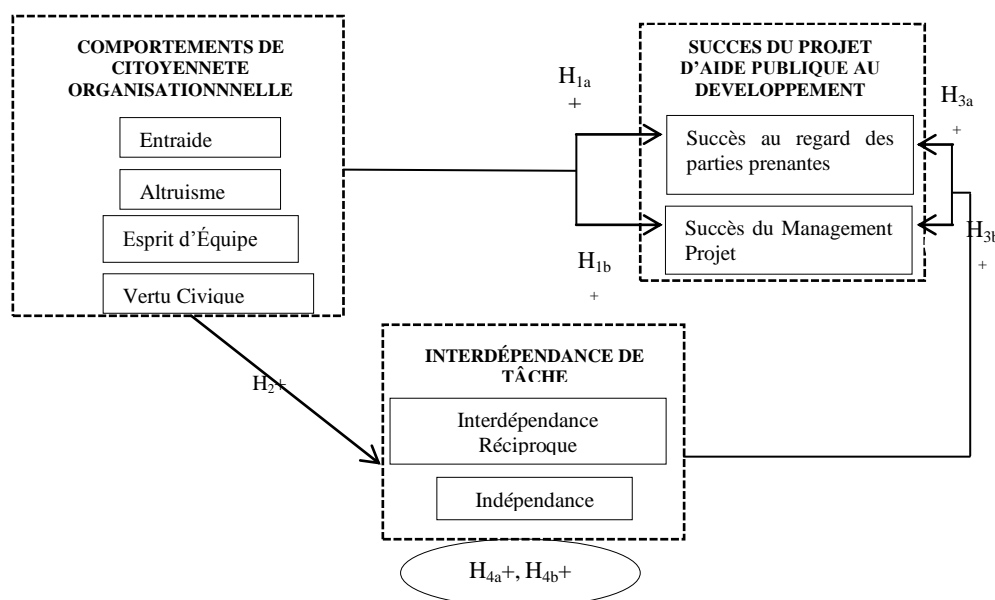 COMPORTEMENTS DE
CITOYENNETE
ORGANISATIONNNELLE
Entraide
Altruisme
Esprit d'Équipe
Vertu Civique
H1a
+
H1b
+
SUCCES DU PROJET
D'AIDE PUBLIQUE AU
DEVELOPPEMENT
Succès au regard des
parties prenantes
Succès du Management
Projet
H3a
+
H3b
+
H2+
INTERDÉPENDANCE DE
TÂCHE
Interdépendance
Réciproque
Indépendance
H4a+, H4b+